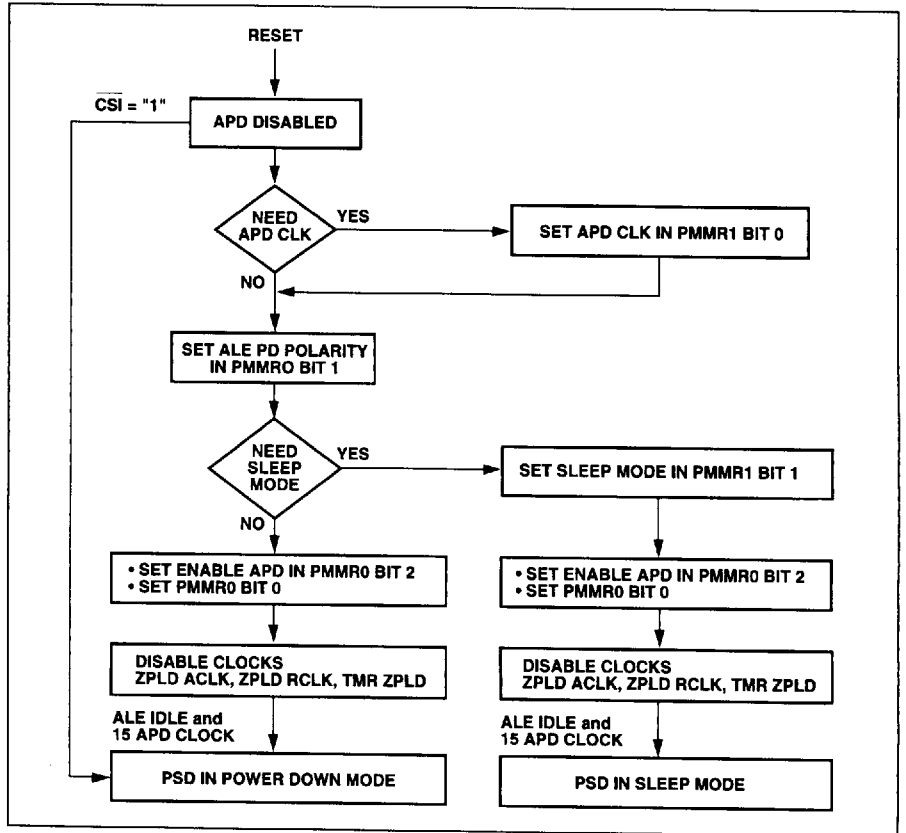 RESET
CSI = "1"
APD DISABLED
NEED
APD CLK
YES
SET APD CLK IN PMMR1 BIT 0
NO
SET ALE PD POLARITY
IN PMMRO BIT 1
NEED
SLEEP
MODE
YES
SET SLEEP MODE IN PMMR1 BIT 1
NO
• SET ENABLE APD IN PMMR0 BIT 2
• SET PMMR0 BIT 0
• SET ENABLE APD IN PMMR0 BIT 2
• SET PMMR0 BIT 0
DISABLE CLOCKS
ZPLD ACLK, ZPLD RCLK, TMR ZPLD
DISABLE CLOCKS
ZPLD ACLK, ZPLD RCLK, TMR ZPLD
ALE IDLE and
15 APD CLOCK
ALE IDLE and
15 APD CLOCK
PSD IN POWER DOWN MODE
PSD IN SLEEP MODE